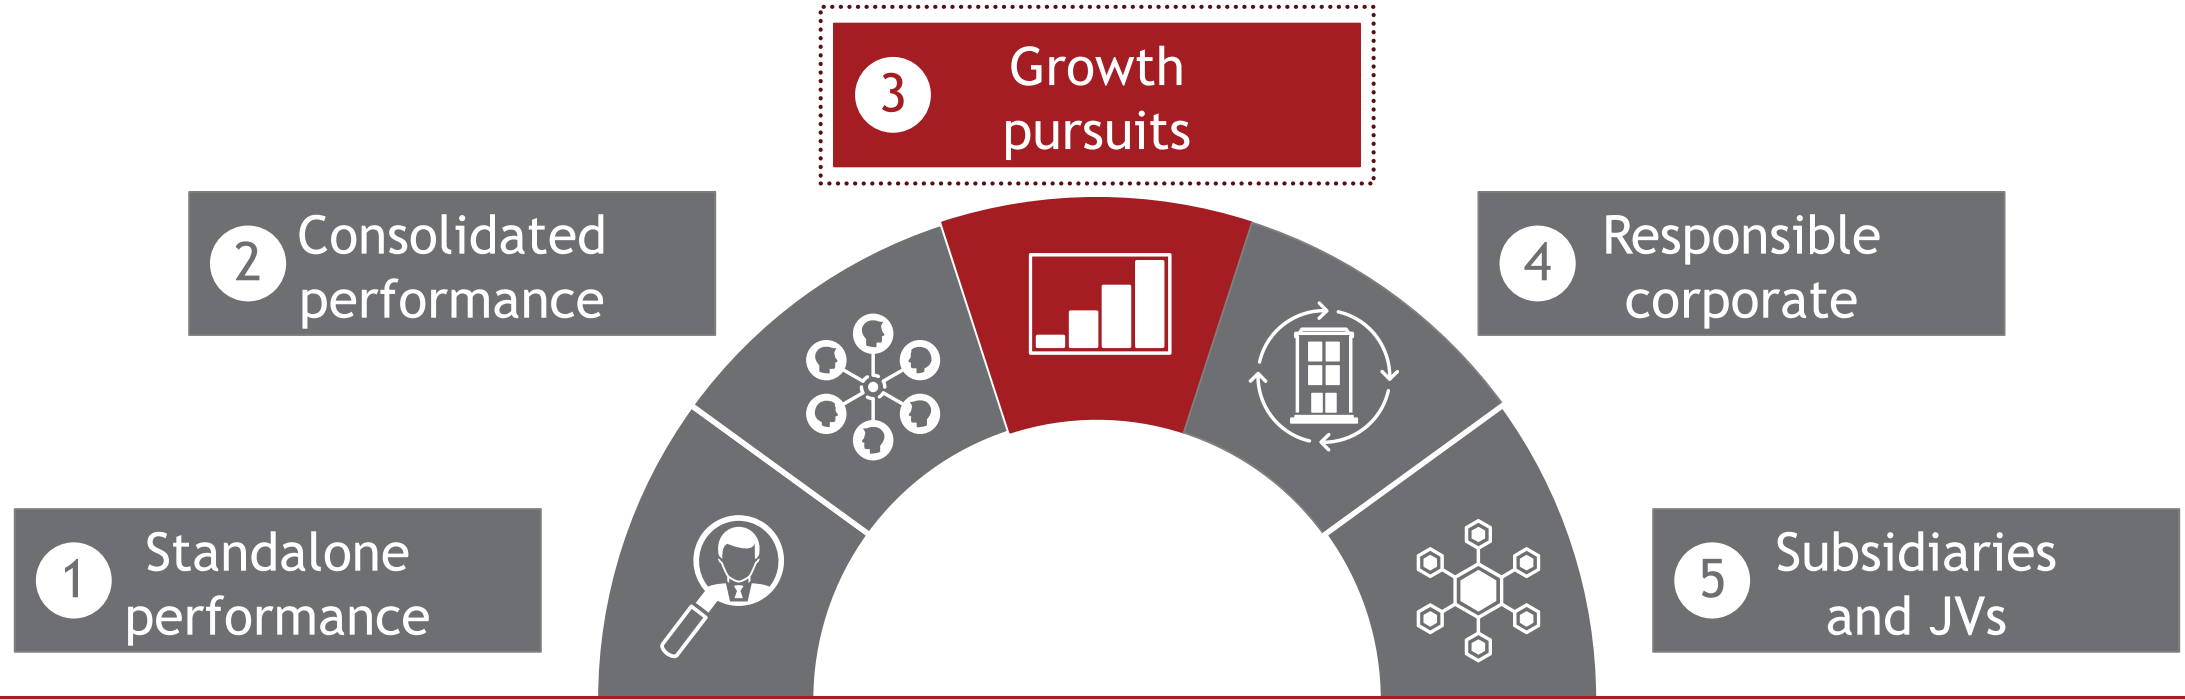 1
Standalone
performance
2
Consolidated
performance
3
Growth
pursuits
4
Responsible
corporate
5
Subsidiaries
and JVs